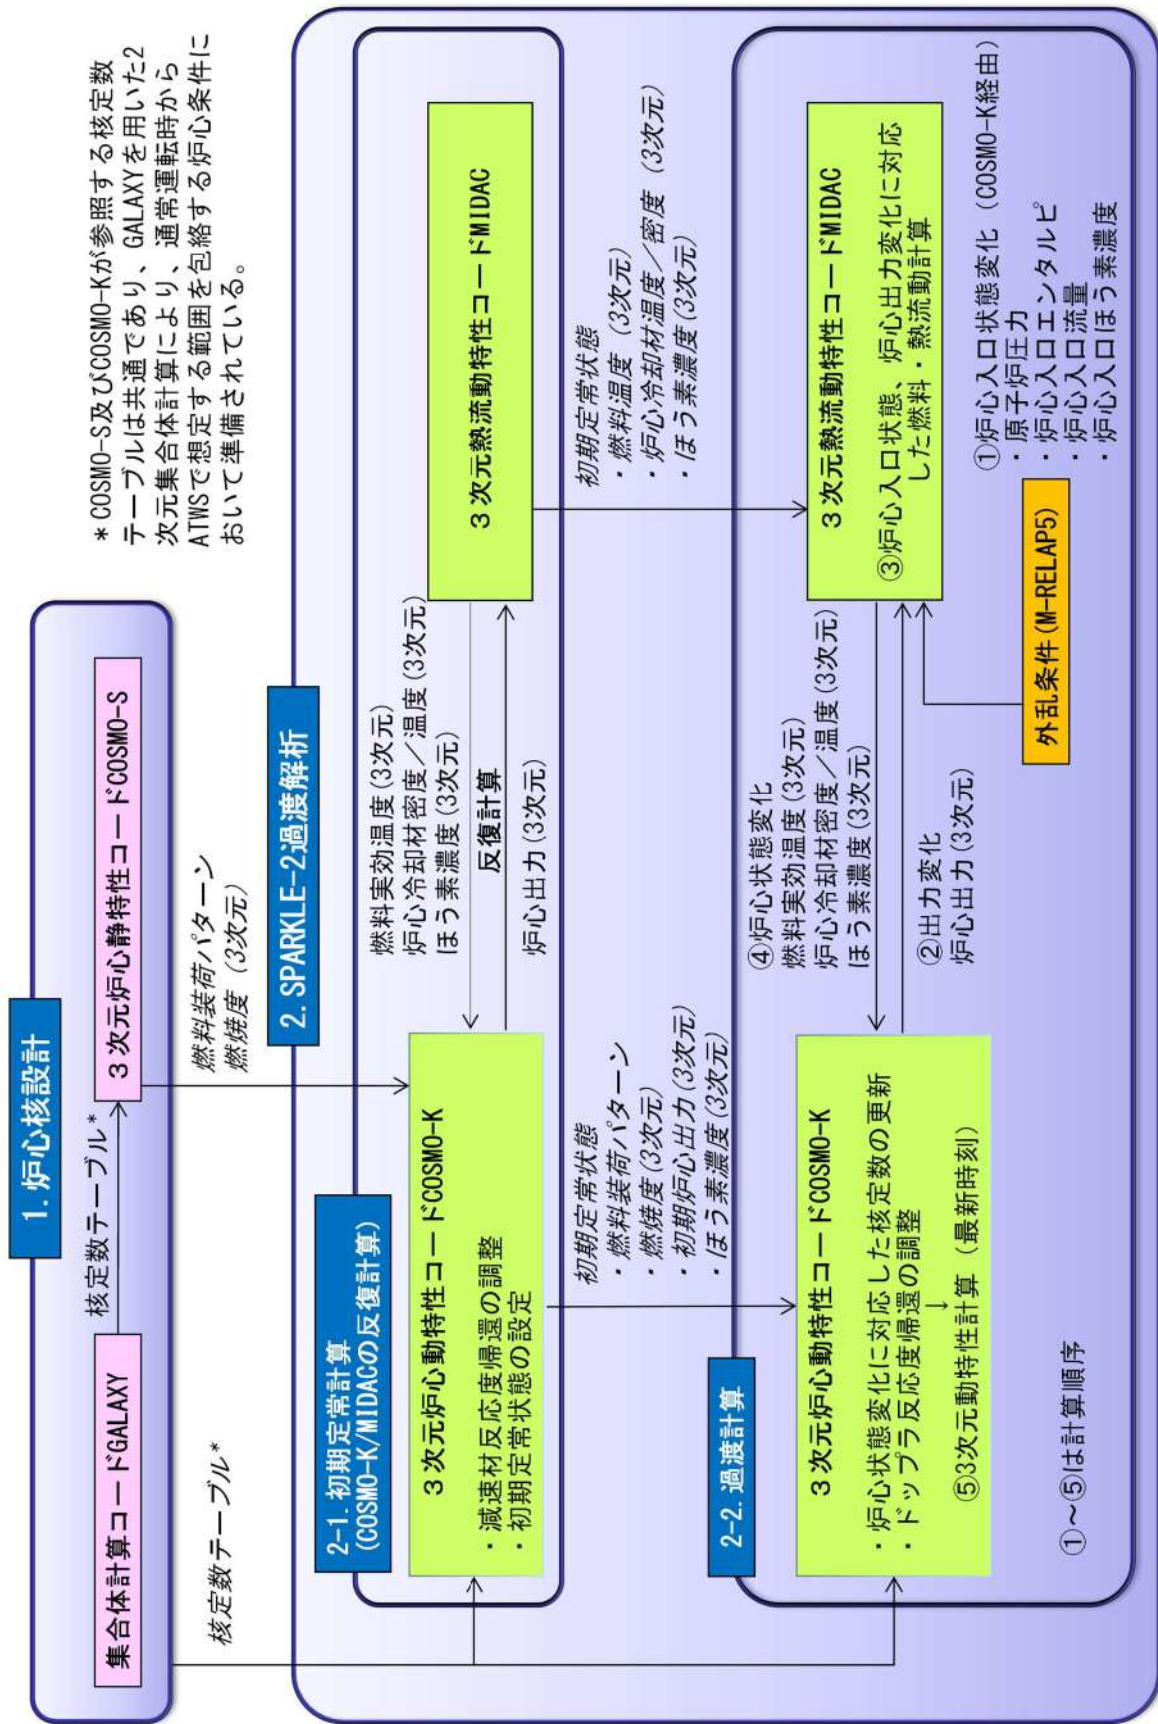 1. 炉心核設計
集合体計算コードGALAXY
核定数テーブル*
3次元炉心静特性コードCOSMO-S
*COSMO-S及びCOSMO-Kが参照する核定数
テーブルは共通であり、GALAXYを用いた2
次元集合体計算により、通常運転時から
ATWSで想定する範囲を包絡する炉心条件に
おいて準備されている。
核定数テーブル*
燃料装荷パターン
燃焼度(3次元)
2. SPARKLE-2過渡解析
2-1. 初期定常計算
(COSMO-K/MIDACの反復計算)
3次元炉心動特性コードCOSMO-K
・減速材反応度帰還の調整
・初期定常状態の設定
燃料実効温度(3次元)
炉心冷却材密度/温度(3次元)
ほう素濃度(3次元)
反復計算
炉心出力(3次元)
3次元熱流動特性コードMIDAC
初期定常状態
・燃料装荷パターン
・燃焼度(3次元)
・初期炉心出力(3次元)
・ほう素濃度(3次元)
初期定常状態
・燃料温度(3次元)
・炉心冷却材温度/密度(3次元)
・ほう素濃度(3次元)
2-2. 過渡計算
3次元炉心動特性コードCOSMO-K
・炉心状態変化に対応した核定数の更新
・ドップラ反応度帰還の調整
⑤3次元動特性計算(最新時刻)
④炉心状態変化
燃料実効温度(3次元)
炉心冷却材密度/温度(3次元)
ほう素濃度(3次元)
②出力変化
炉心出力(3次元)
3次元熱流動特性コードMIDAC
③炉心入口状態、炉心出力変化に対応
した燃料・熱流動計算
外乱条件(M-RELAP5)
①炉心入口状態変化(COSMO-K経由)
・原子炉圧力
・炉心入口エンタルピ
・炉心入口流量
・炉心入口ほう素濃度
①~⑤は計算順序